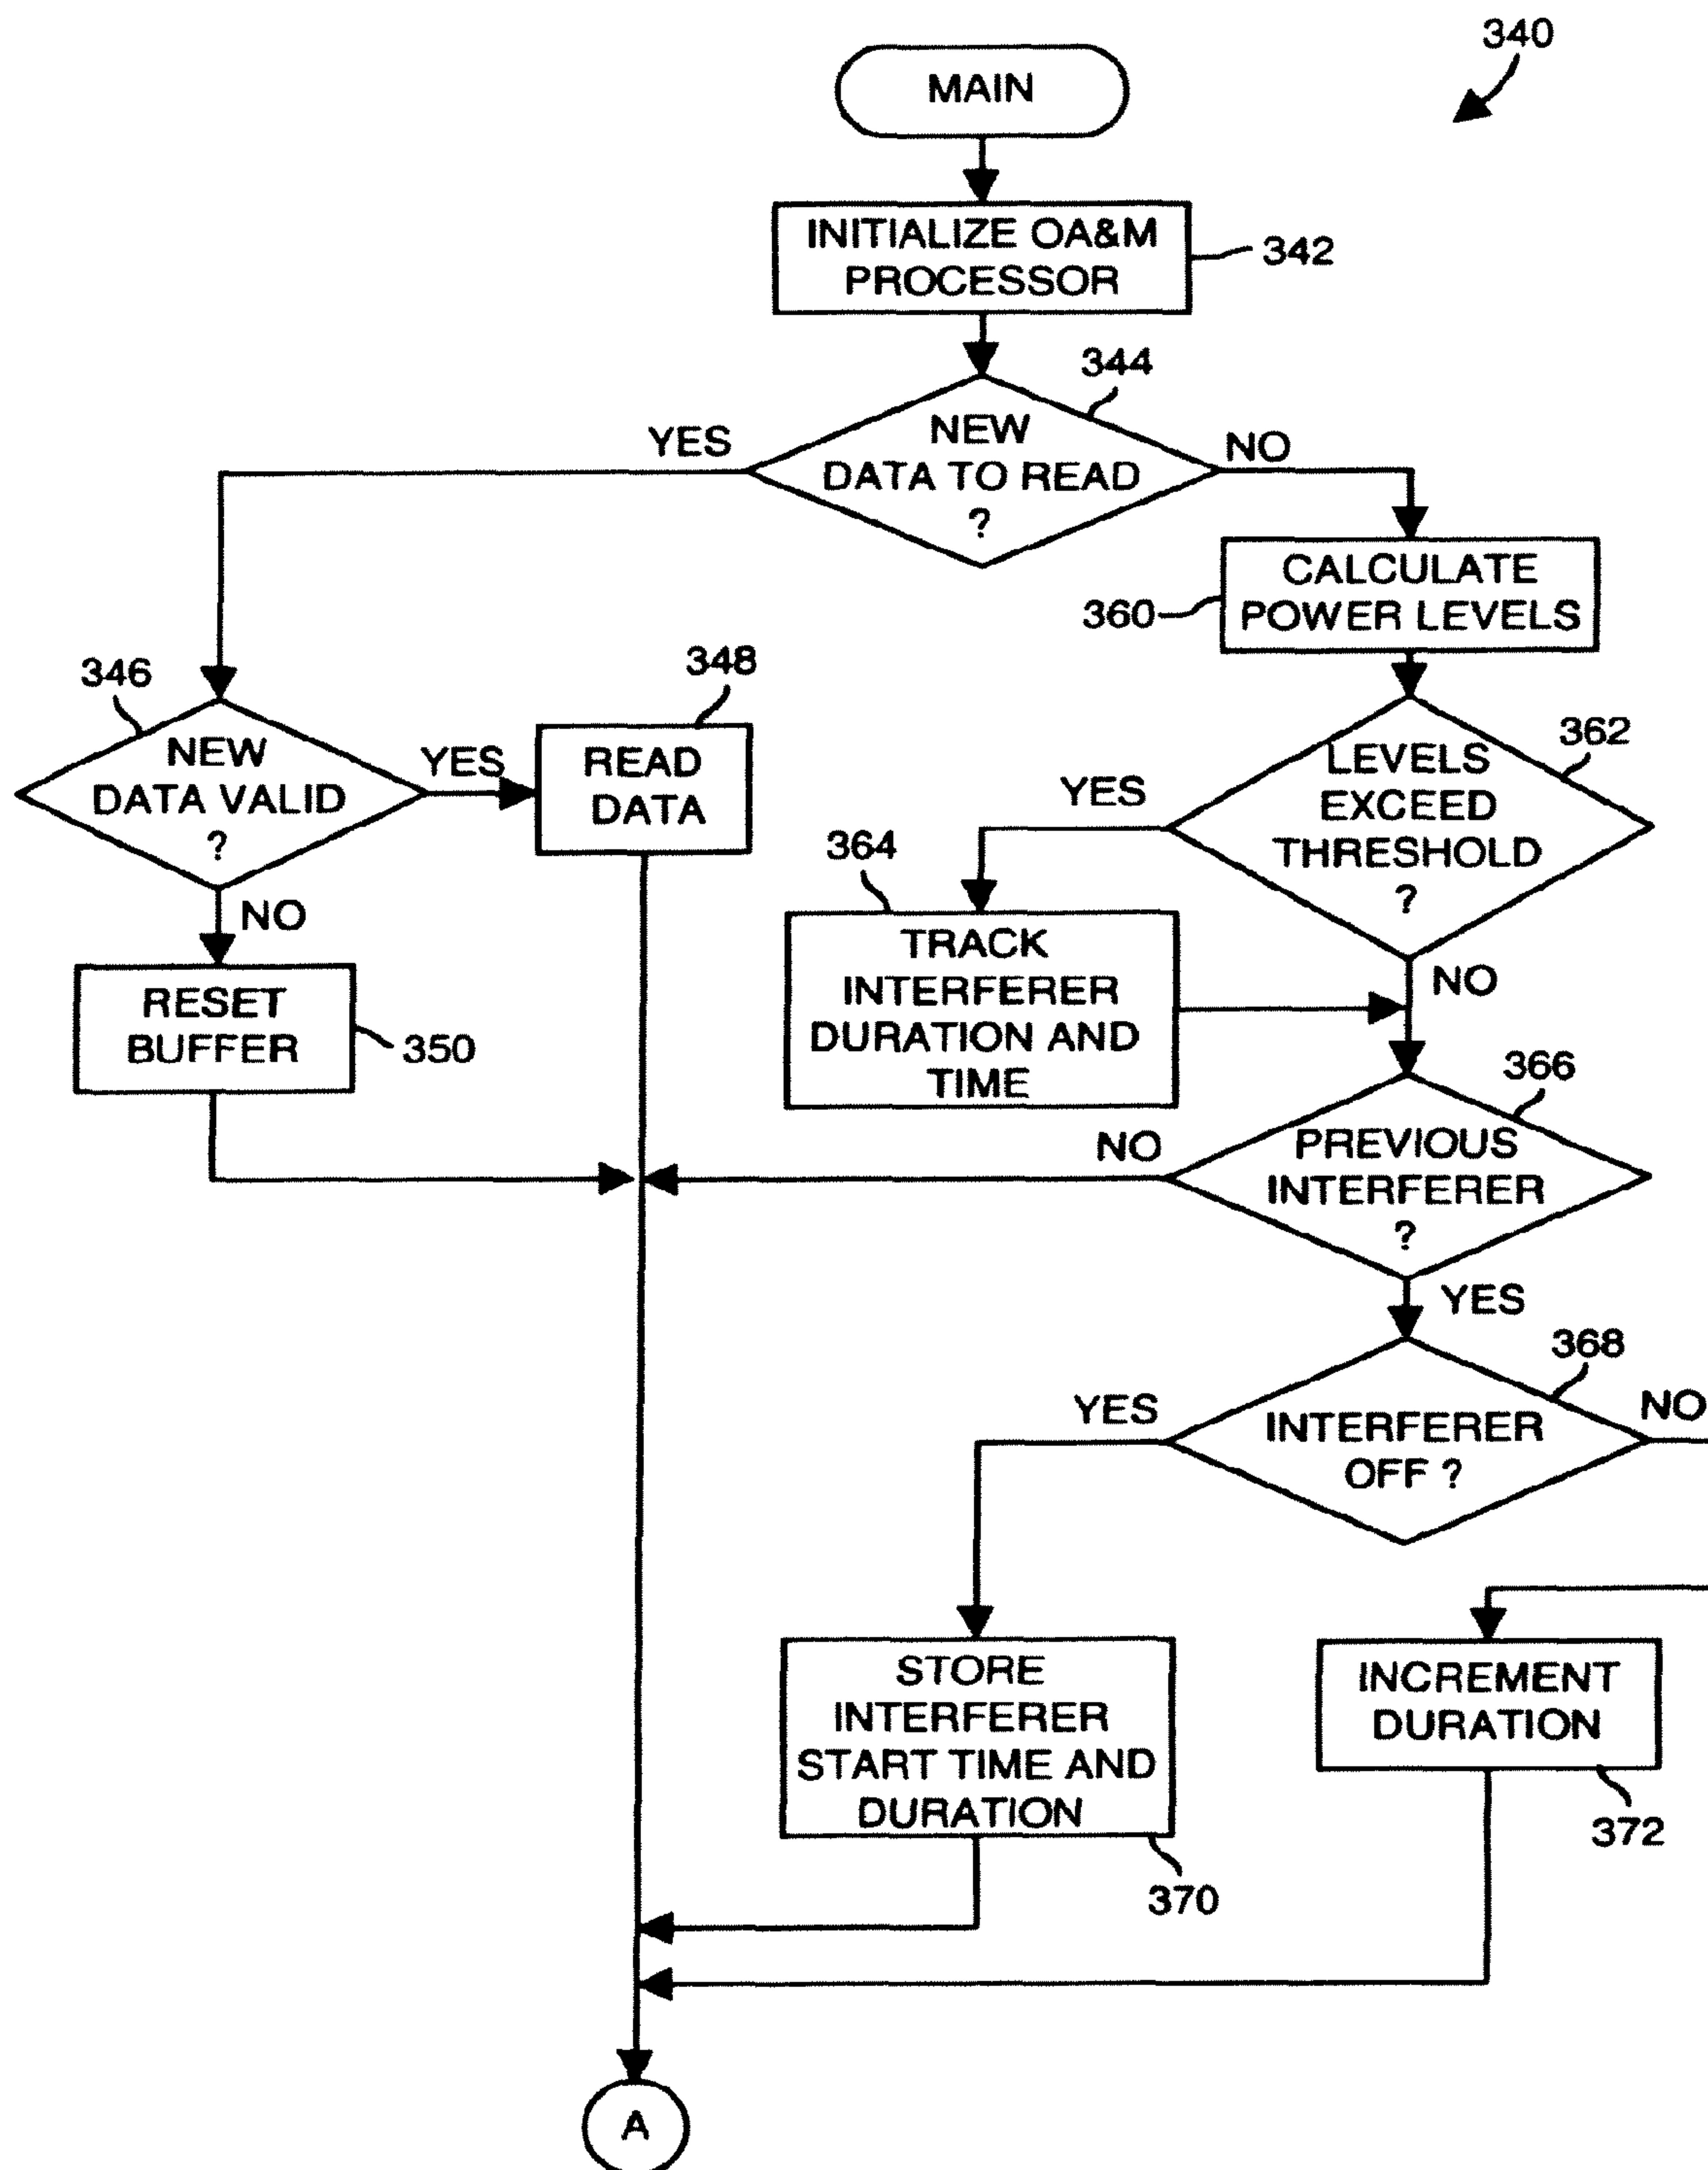 340
MAIN
INITIALIZE OA&M
PROCESSOR
342
344
NEW
DATA TO READ
?
YES
NO
CALCULATE
POWER LEVELS
360
346
NEW
DATA VALID
?
YES
348
READ
DATA
362
LEVELS
EXCEED
THRESHOLD
?
YES
364
TRACK
INTERFERER
DURATION AND
TIME
NO
NO
RESET
BUFFER
350
366
PREVIOUS
INTERFERER
?
NO
YES
368
INTERFERER
OFF ?
YES
NO
STORE
INTERFERER
START TIME AND
DURATION
370
INCREMENT
DURATION
372
A